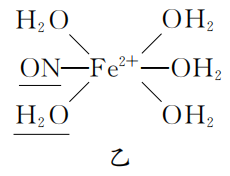 H₂O OH₂
ON—Fe²⁺—OH₂
H₂O OH₂
乙